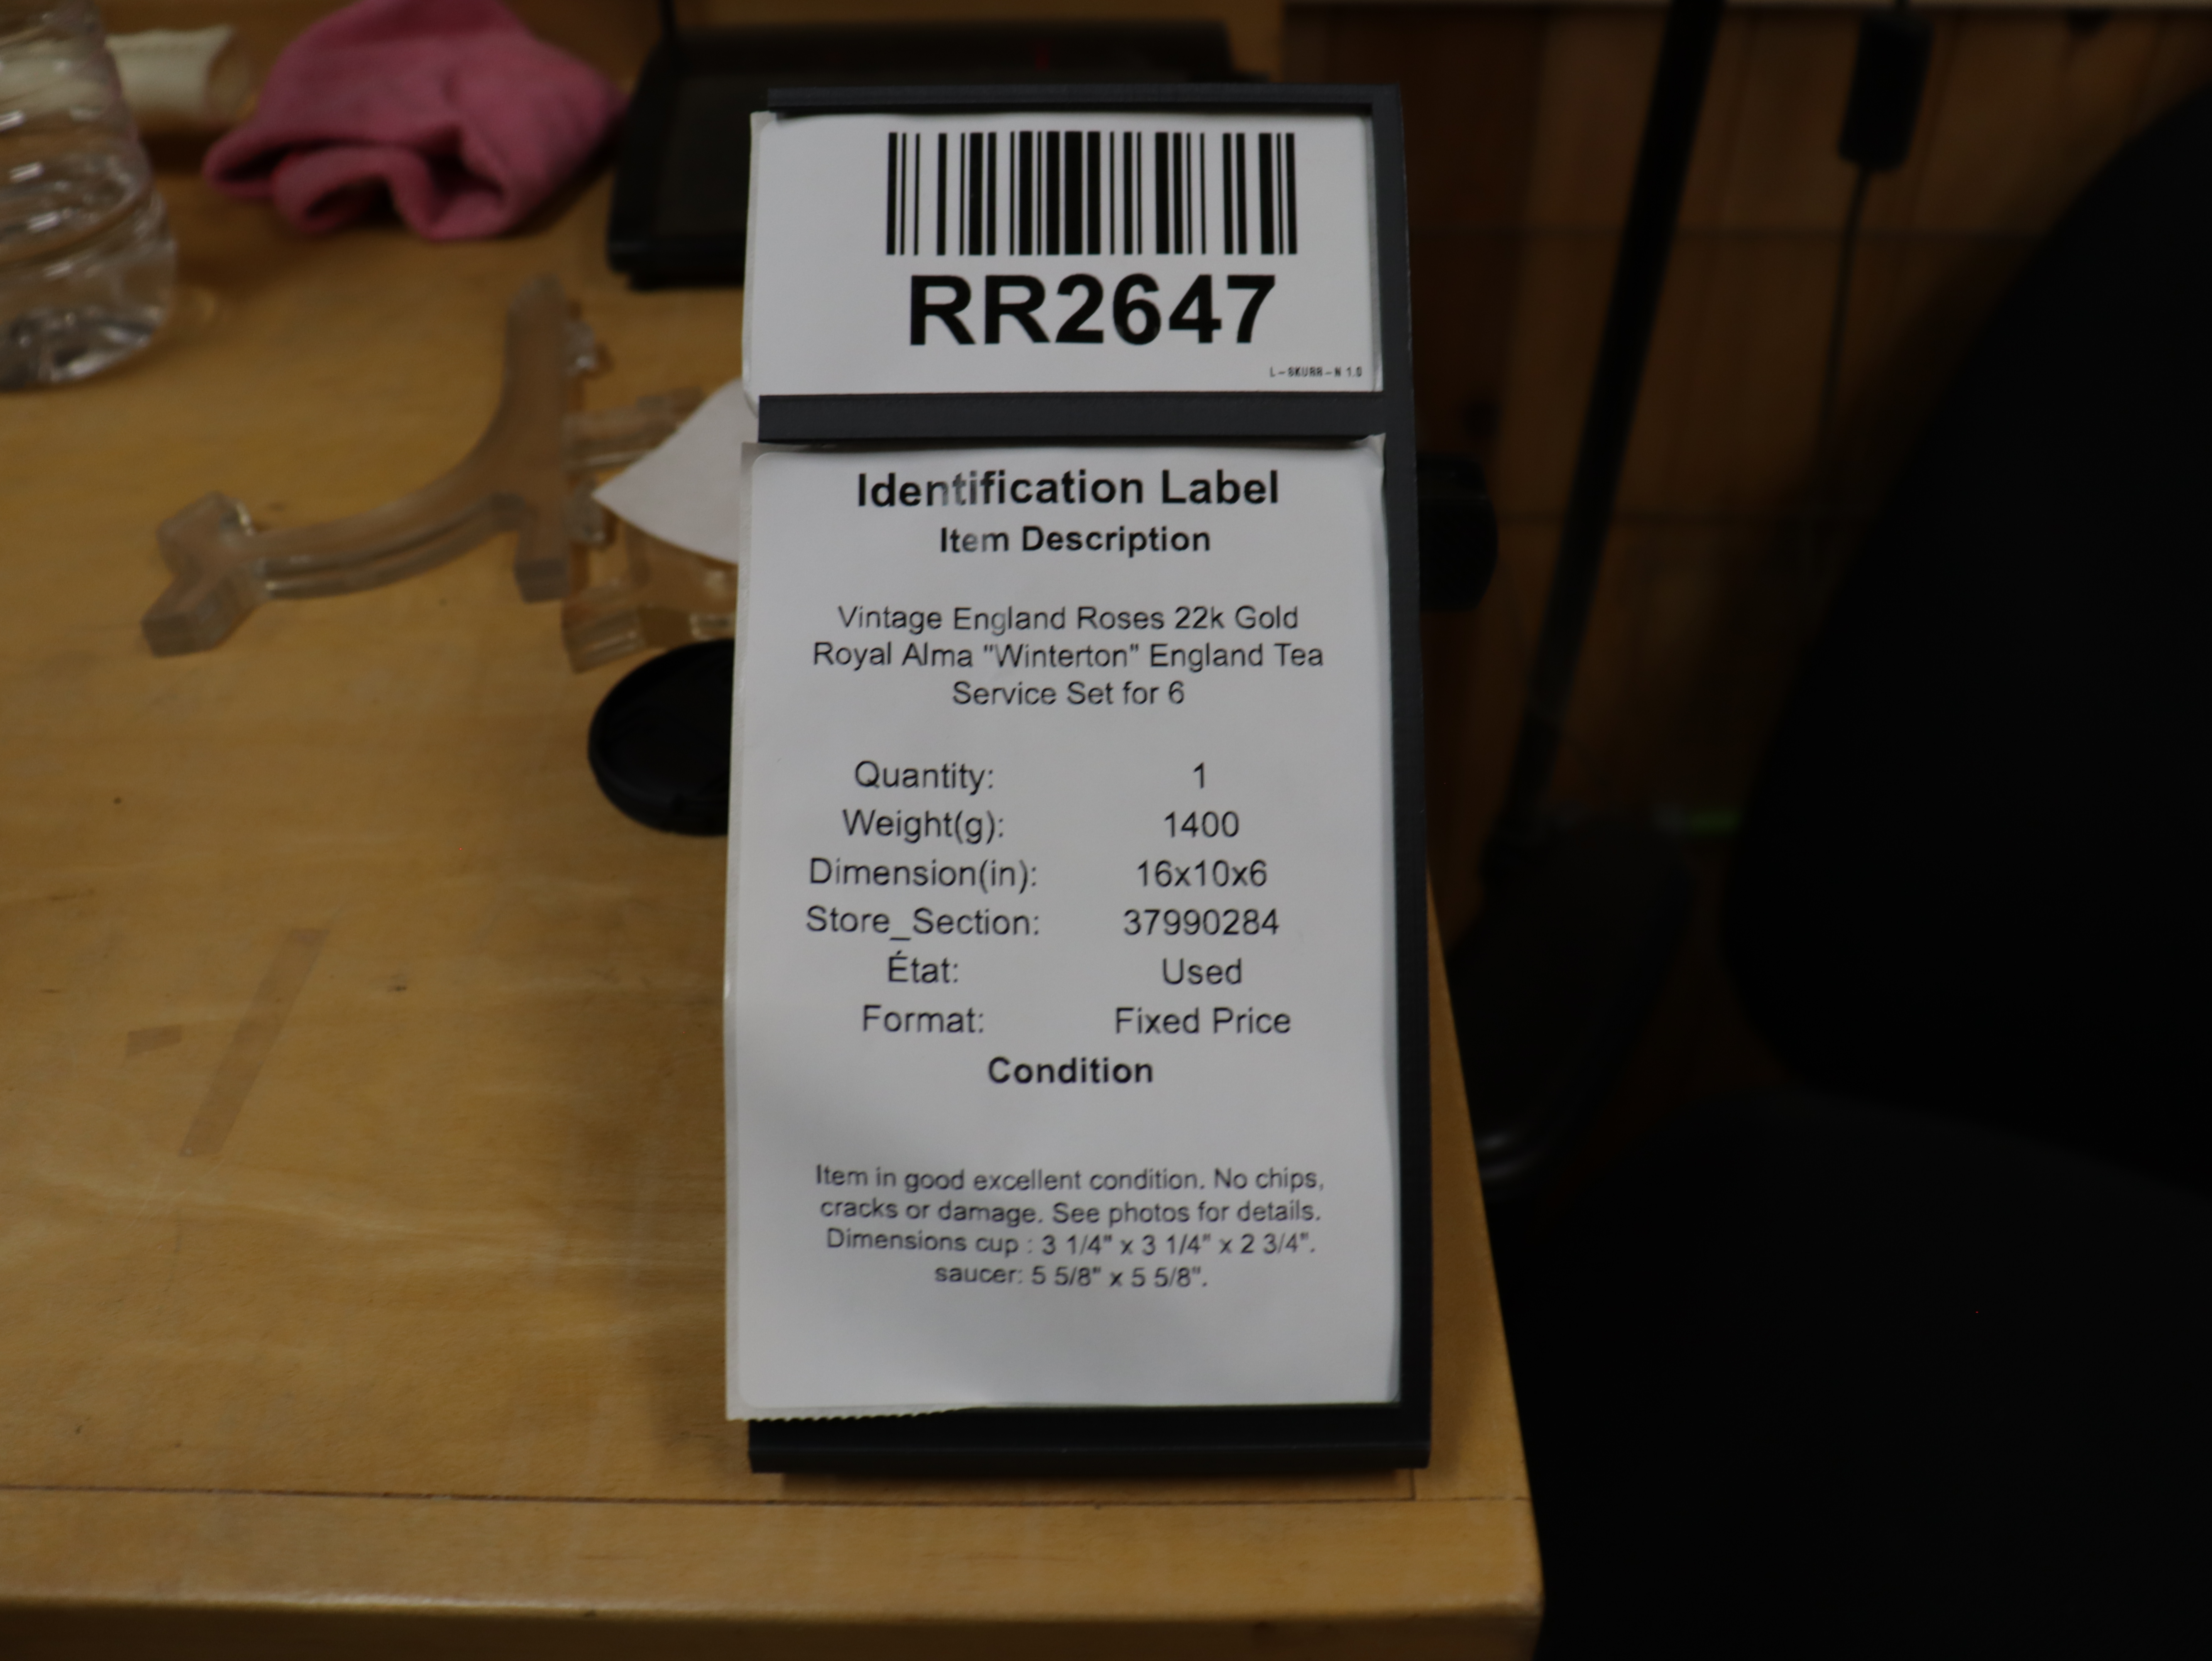 RR2647
L-SKURR-N 1.0
Identification Label
Item Description
Vintage England Roses 22k Gold
Royal Alma "Winterton" England Tea
Service Set for 6
Quantity: 1
Weight(g): 1400
Dimension(in): 16x10x6
Store_Section: 37990284
État: Used
Format: Fixed Price
Condition
Item in good excellent condition. No chips,
cracks or damage. See photos for details.
Dimensions cup : 3 1/4" x 3 1/4" x 2 3/4".
saucer: 5 5/8" x 5 5/8".